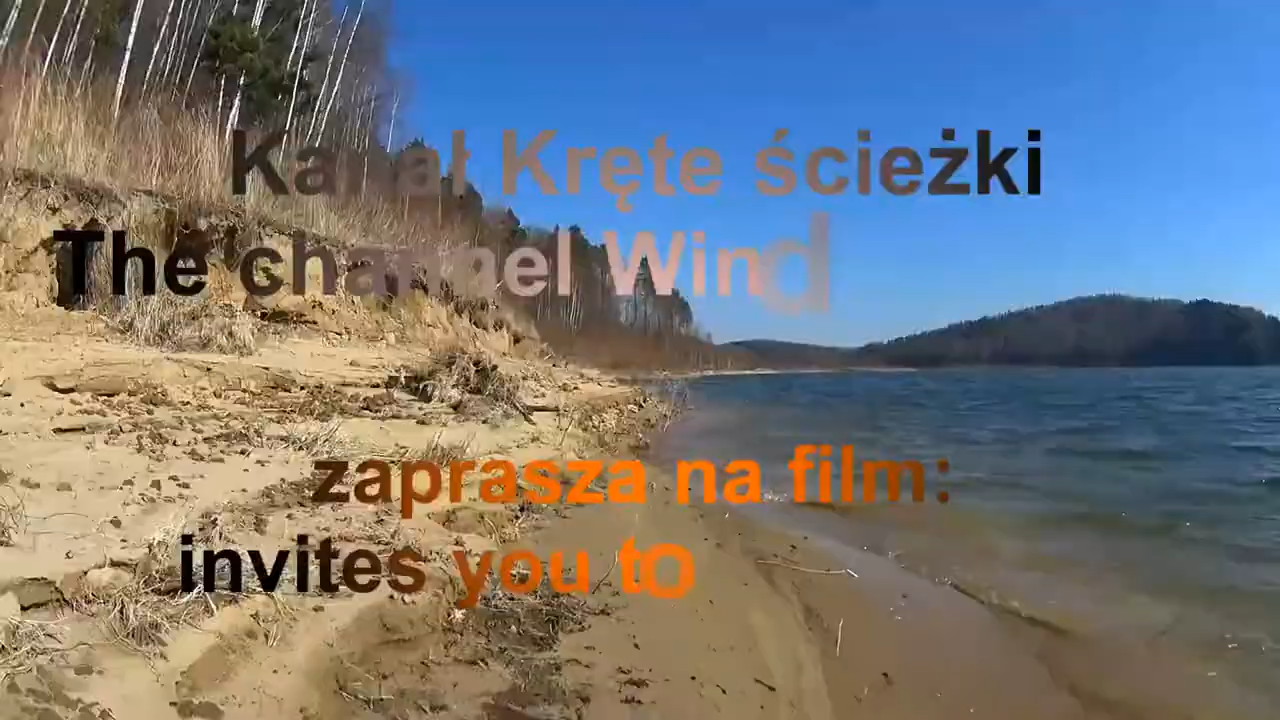 Kanał Kręte ścieżki
The channel Wind
zaprasza na film:
invites you to